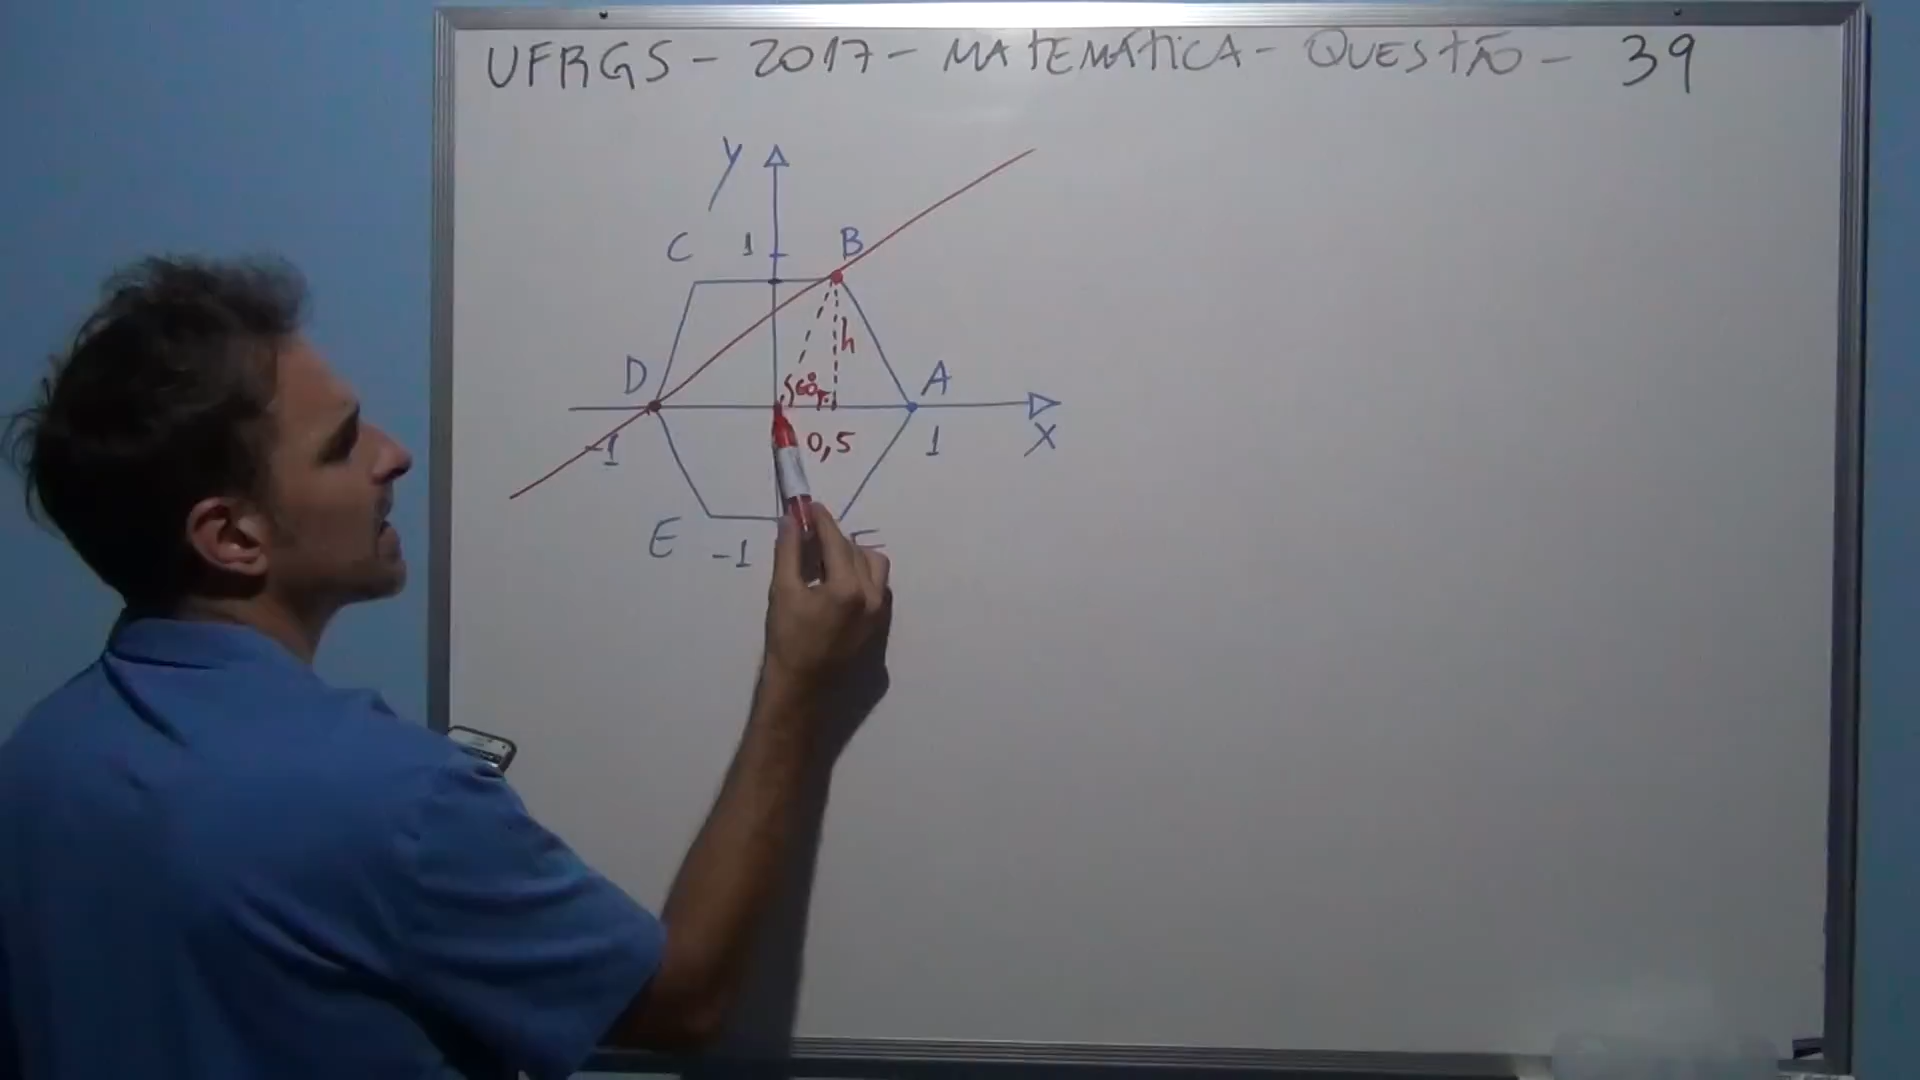 UFRGS - 2017 - MATEMÁTICA - QUESTÃO - 39
y
C 1 B
h
D 60° A
-1 0,5 1 X
E -1